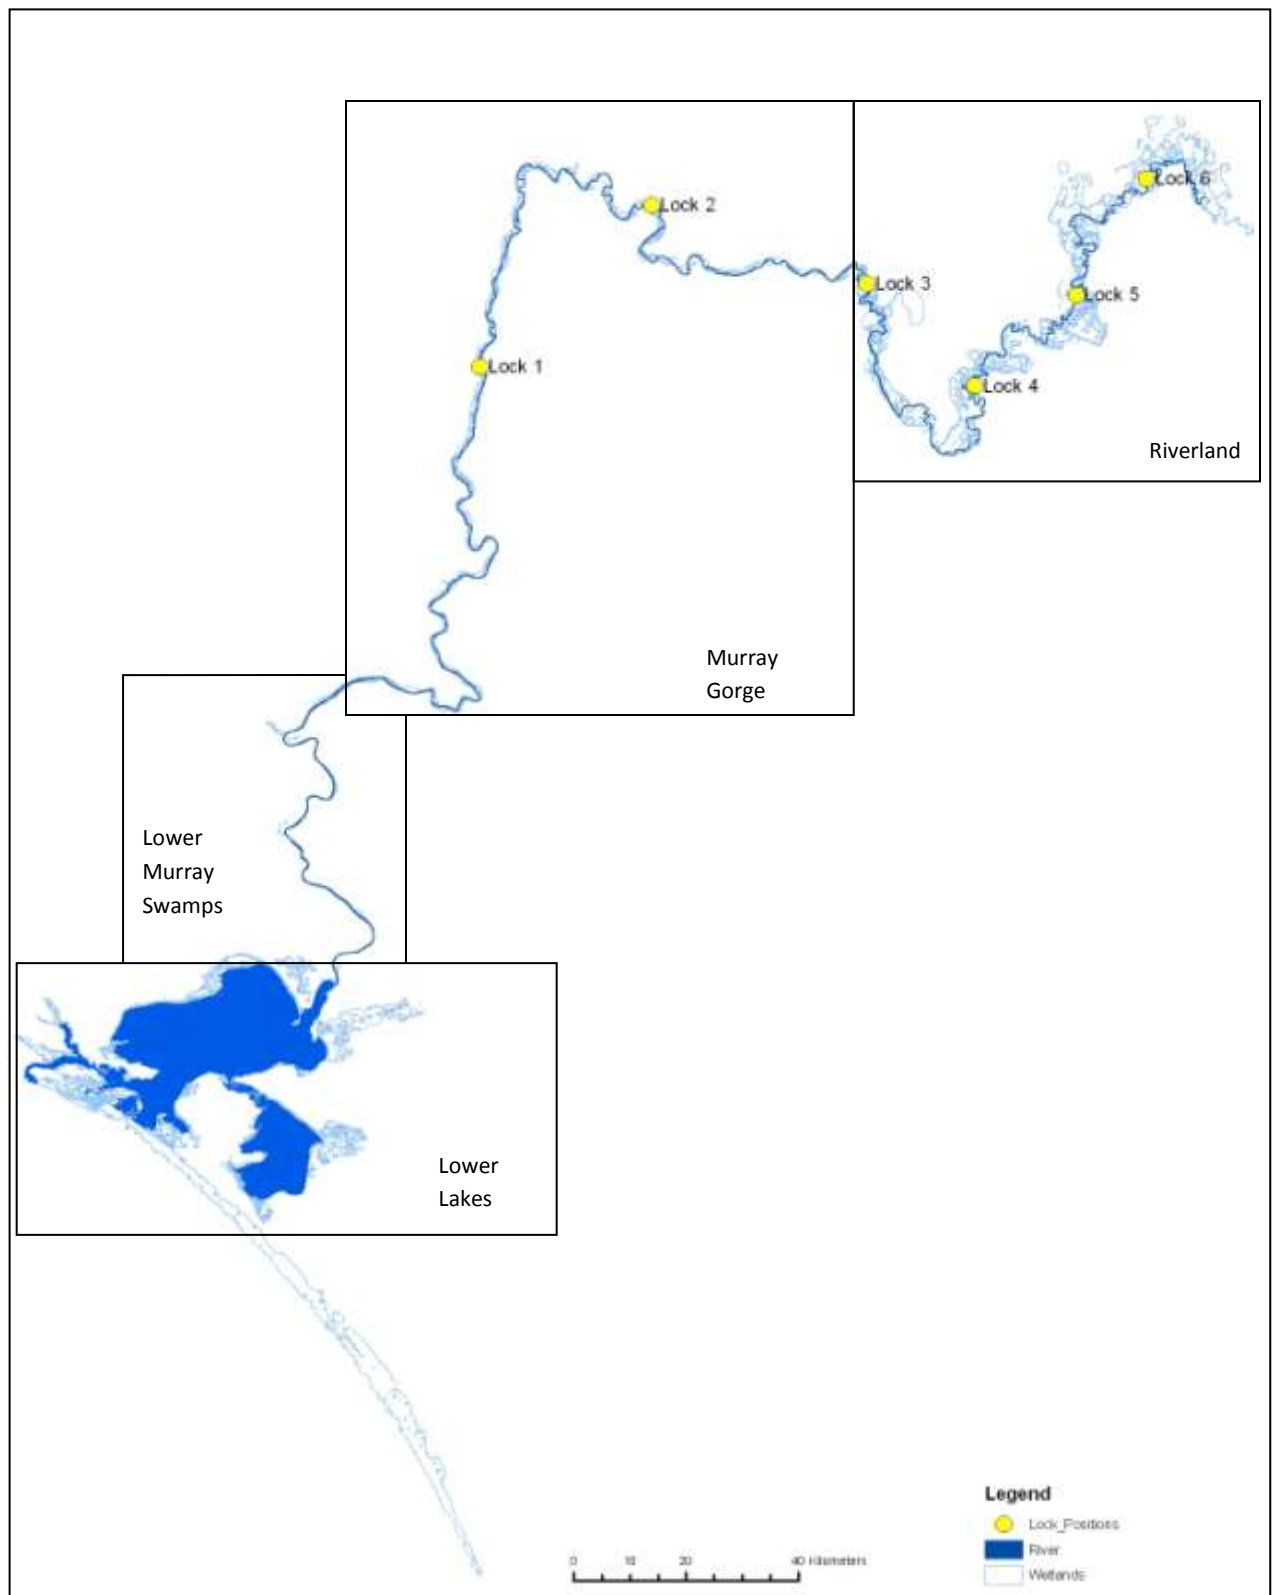 Lock 6
Lock 2
Lock 3
Lock 5
Lock 1
Lock 4
Riverland
Murray
Gorge
Lower
Murray
Swamps
Lower
Lakes
Legend
Lock_Positions
River
Wetlands
0 10 20 40 Kilometers